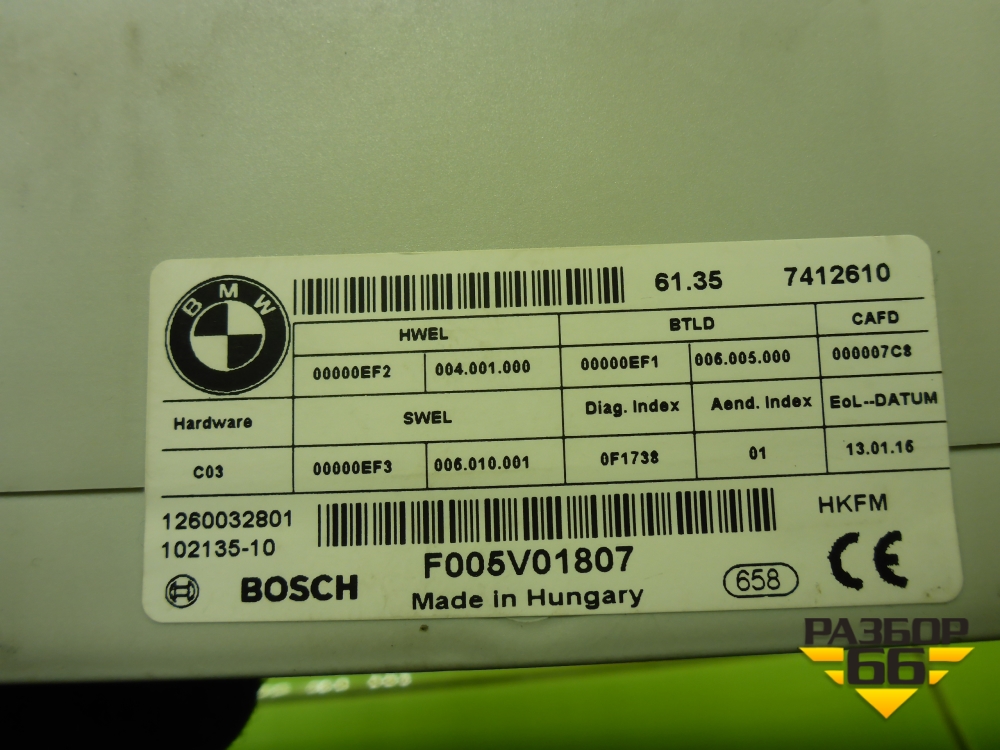 BMW
61.35 7412610
HWEL BTLD CAFD
00000EF2 004.001.000 00000EF1 006.005.000 000007C8
Hardware SWEL Diag. Index Aend. Index EoL--DATUM
C03 00000EF3 006.010.001 0F1738 01 13.01.16
1260032801 HKFM
102135-10
F005V01807
BOSCH Made in Hungary 658 CE
РАЗБОР
66